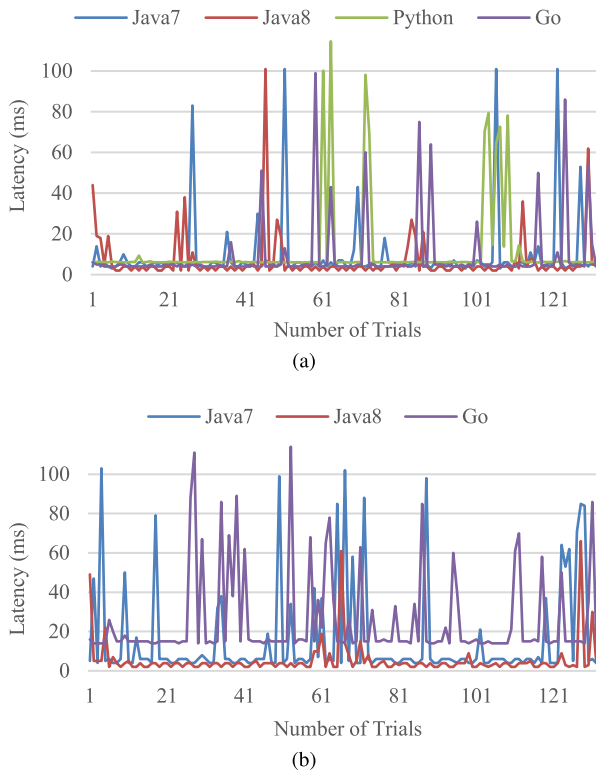 Java7 Java8 Python Go
Latency (ms)
100
80
60
40
20
0
1 21 41 61 81 101 121
Number of Trials
(a)
Java7 Java8 Go
Latency (ms)
100
80
60
40
20
0
1 21 41 61 81 101 121
Number of Trials
(b)